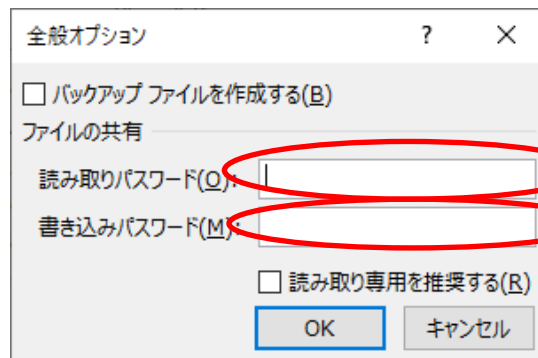 全般オプション ? ×
バックアップ ファイルを作成する(B)
ファイルの共有
読み取りパスワード(O):
書き込みパスワード(M):
読み取り専用を推奨する(R)
OK キャンセル